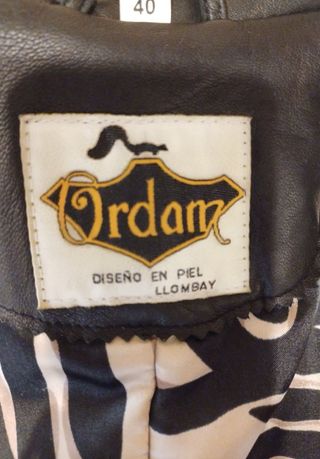 40
Ordam
DISEÑO EN PIEL
LLOMBAY